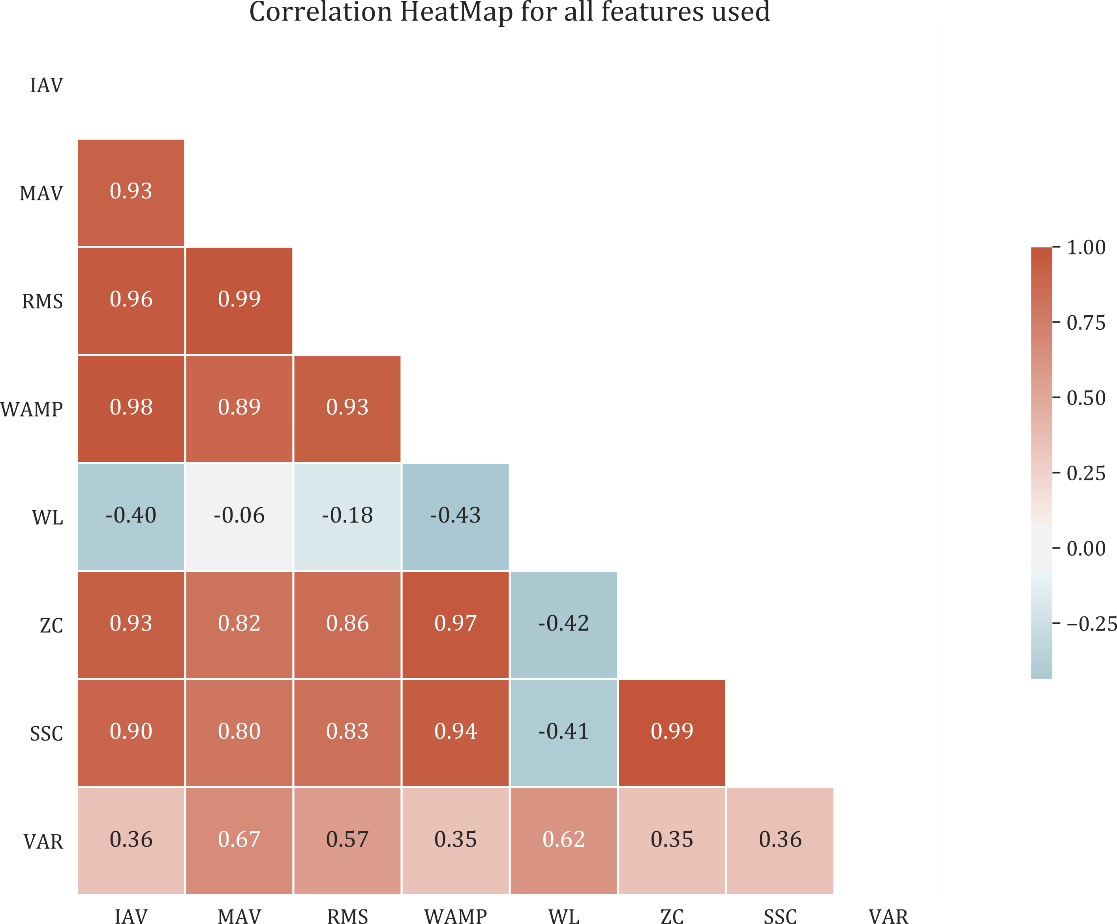 Correlation HeatMap for all features used
IAV
MAV 0.93
RMS 0.96 0.99
WAMP 0.98 0.89 0.93
WL -0.40 -0.06 -0.18 -0.43
ZC 0.93 0.82 0.86 0.97 -0.42
SSC 0.90 0.80 0.83 0.94 -0.41 0.99
VAR 0.36 0.67 0.57 0.35 0.62 0.35 0.36
IAV MAV RMS WAMP WL ZC SSC VAR
1.00
0.75
0.50
0.25
0.00
−0.25